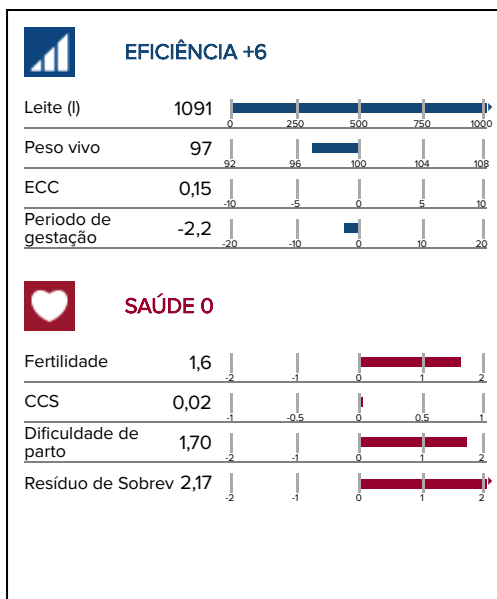 EFICIÊNCIA +6
Leite (l) 1091
0 250 500 750 1000
Peso vivo 97
92 96 100 104 108
ECC 0,15
-10 -5 0 5 10
Periodo de
gestação -2,2
-20 -10 0 10 20
SAÚDE 0
Fertilidade 1,6
-2 -1 0 1 2
CCS 0,02
-1 -0.5 0 0.5 1
Dificuldade de
parto 1,70
-2 -1 0 1 2
Resíduo de Sobrev 2,17
-2 -1 0 1 2